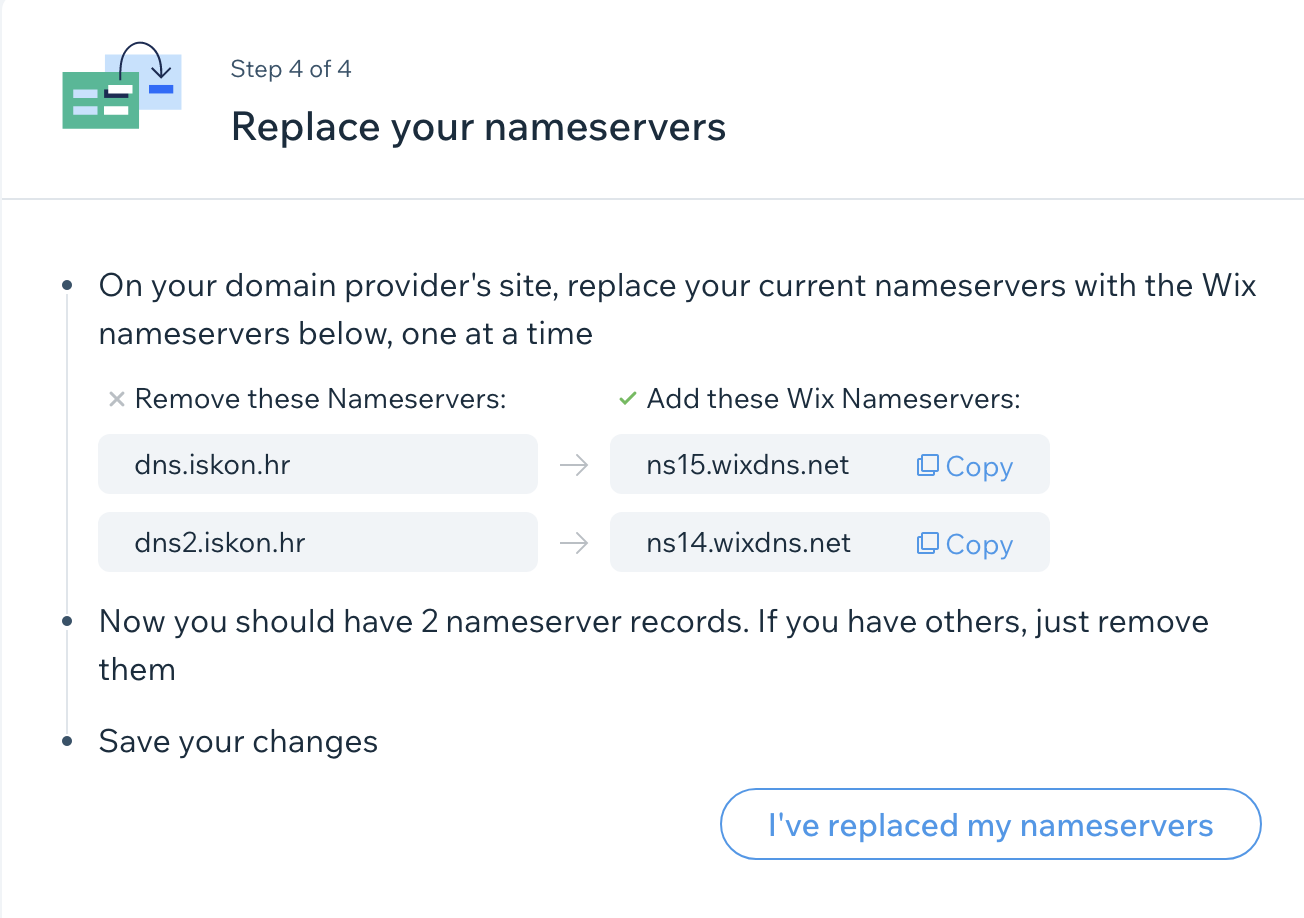 Step 4 of 4
Replace your nameservers
On your domain provider's site, replace your current nameservers with the Wix
nameservers below, one at a time
Remove these Nameservers:
Add these Wix Nameservers:
dns.iskon.hr
ns15.wixdns.net
Copy
dns2.iskon.hr
ns14.wixdns.net
Copy
Now you should have 2 nameserver records. If you have others, just remove
them
Save your changes
I've replaced my nameservers